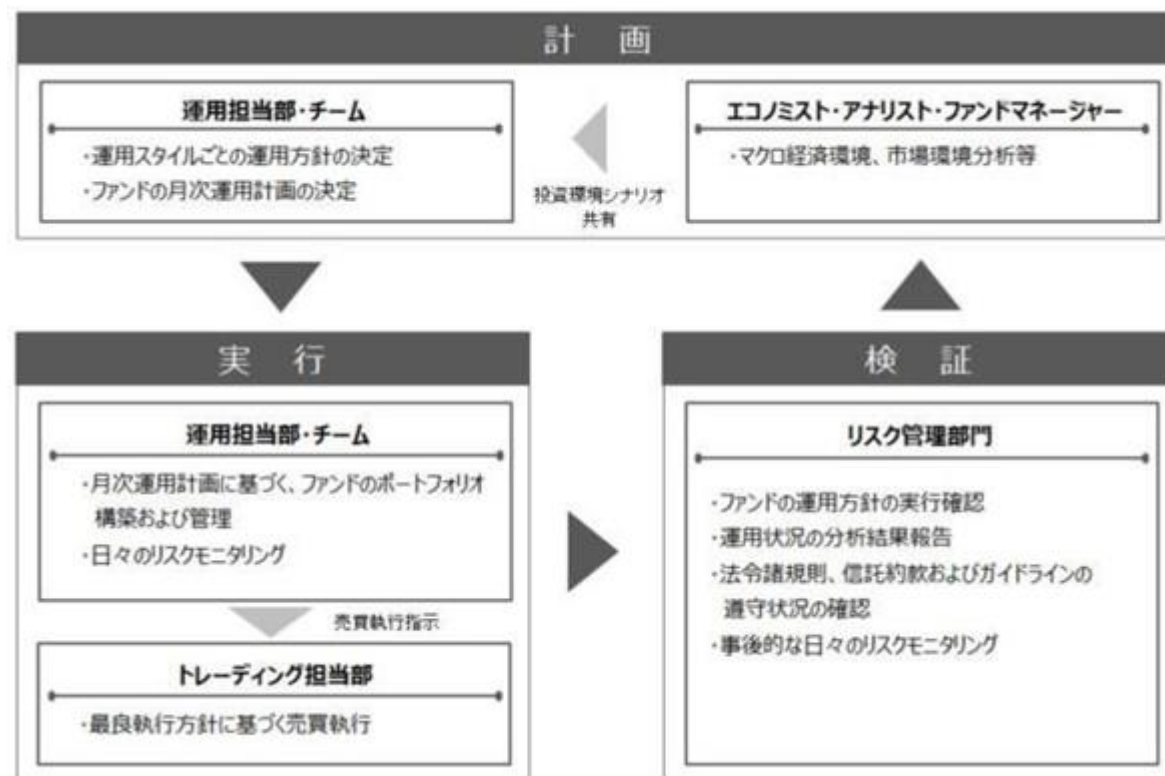 計 画
運用担当部・チーム
・運用スタイルごとの運用方針の決定
・ファンドの月次運用計画の決定
投資環境シナリオ
共有
エコノミスト・アナリスト・ファンドマネージャー
・マクロ経済環境、市場環境分析等
実 行
運用担当部・チーム
・月次運用計画に基づく、ファンドのポートフォリオ
構築および管理
・日々のリスクモニタリング
売買執行指示
トレーディング担当部
・最良執行方針に基づく売買執行
検 証
リスク管理部門
・ファンドの運用方針の実行確認
・運用状況の分析結果報告
・法令諸規則、信託約款およびガイドラインの
遵守状況の確認
・事後的な日々のリスクモニタリング